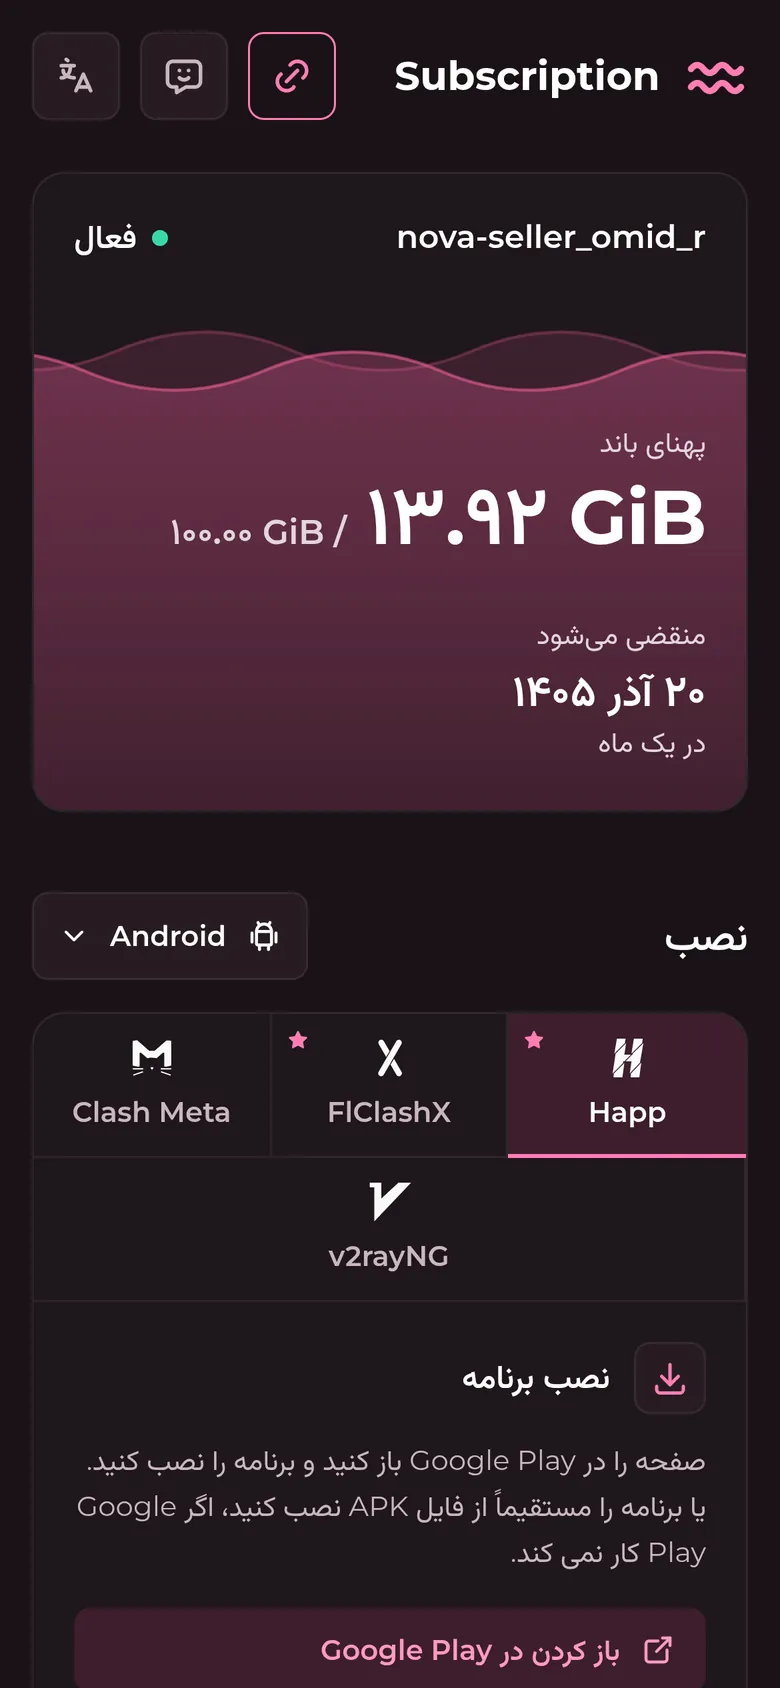 Subscription
nova-seller_omid_r
فعال
پهنای باند
۱۳.۹۲ GiB / ۱۰۰.۰۰ GiB
منقضی می‌شود
۲۰ آذر ۱۴۰۵
در یک ماه
نصب
Android
Happ
FlClashX
Clash Meta
v2rayNG
نصب برنامه
صفحه را در Google Play باز کنید و برنامه را نصب کنید.
یا برنامه را مستقیماً از فایل APK نصب کنید، اگر Google
Play کار نمی کند.
باز کردن در Google Play